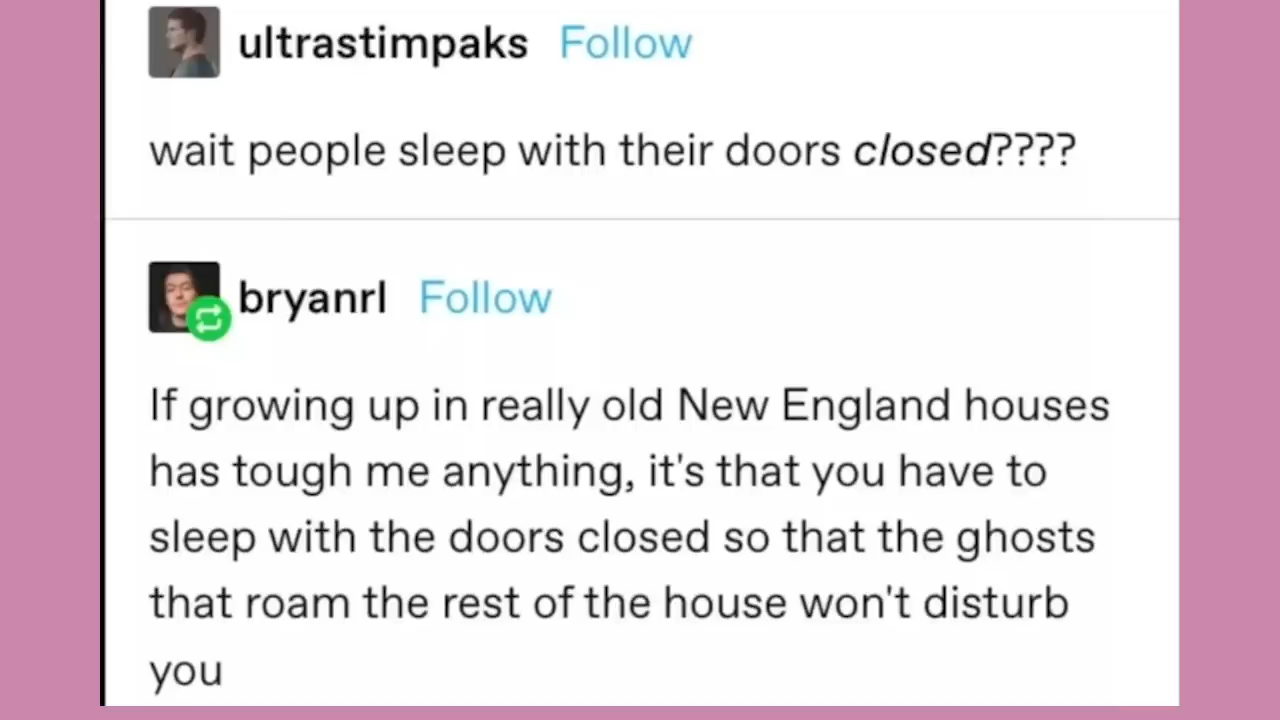 ultrastimpaks Follow
wait people sleep with their doors closed????
bryanrl Follow
If growing up in really old New England houses
has tough me anything, it's that you have to
sleep with the doors closed so that the ghosts
that roam the rest of the house won't disturb
you